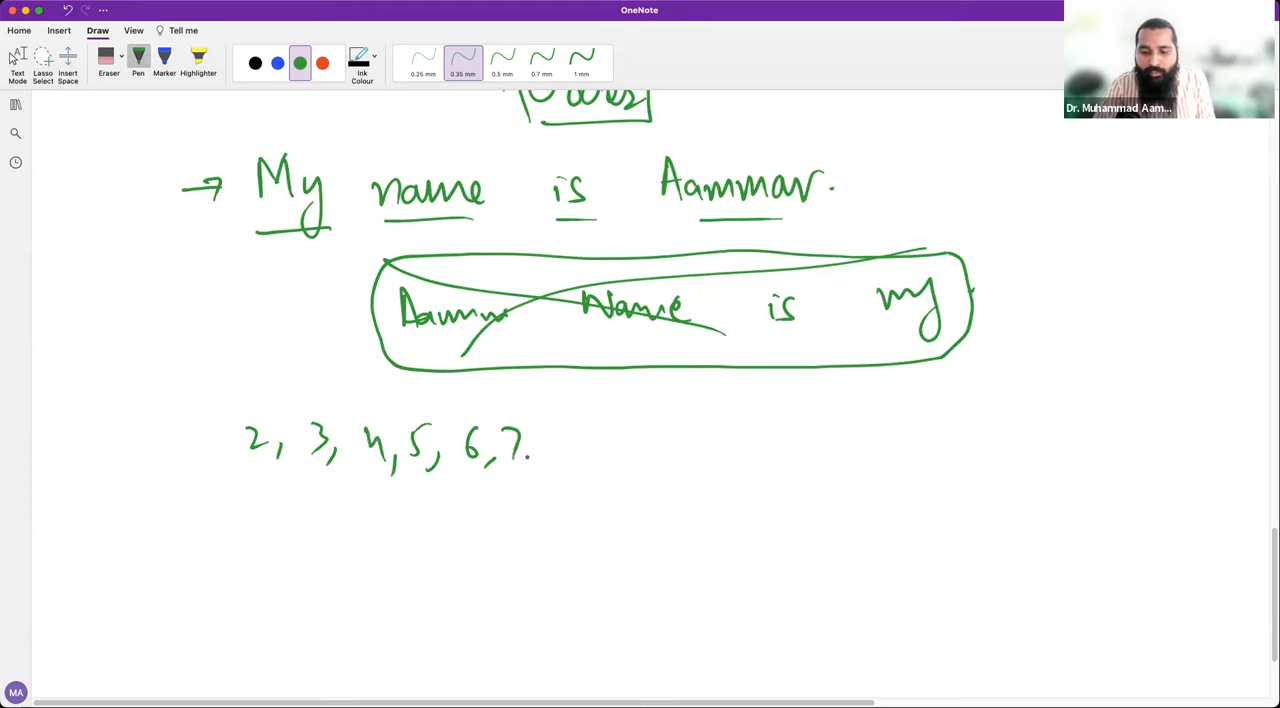 OneNote
Home Insert Draw View Tell me
Text Mode Lasso Select Insert Space Eraser Pen Marker Highlighter 0.25 mm 0.35 mm 0.5 mm 0.7 mm 1 mm Ink Colour
Dr. Muhammad Aam...
→ My name is Aammar.
Aamm Name is my
2, 3, 4, 5, 6, 7.
MA